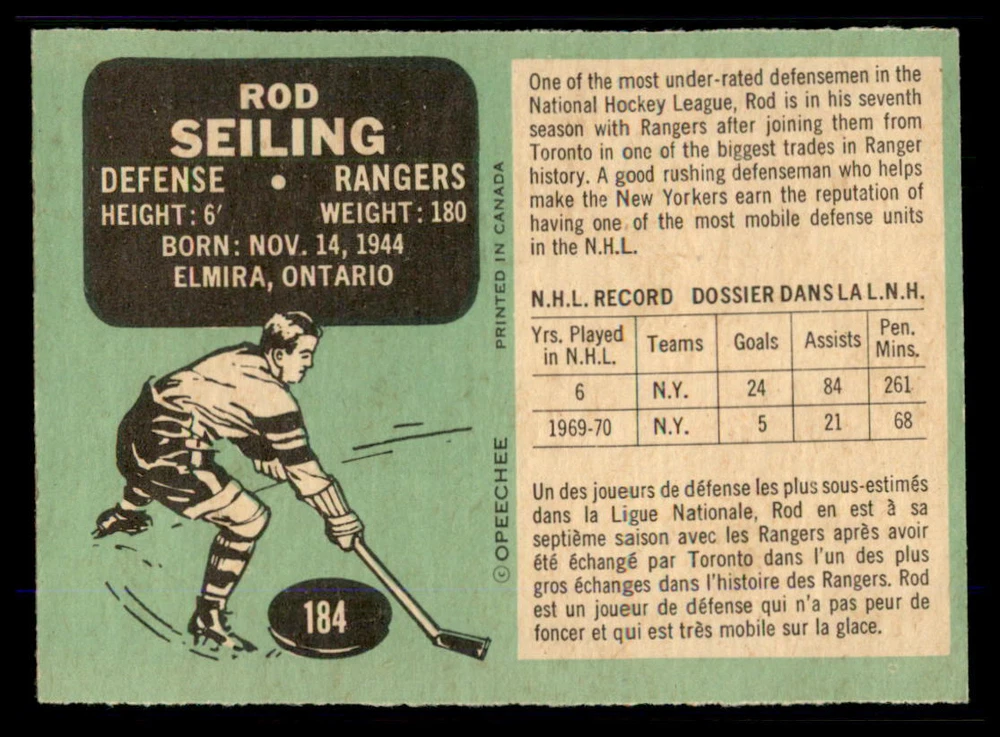 ROD
SEILING
DEFENSE • RANGERS
HEIGHT: 6′ WEIGHT: 180
BORN: NOV. 14, 1944
ELMIRA, ONTARIO
184
© OPEECHEE PRINTED IN CANADA
One of the most under-rated defensemen in the
National Hockey League, Rod is in his seventh
season with Rangers after joining them from
Toronto in one of the biggest trades in Ranger
history. A good rushing defenseman who helps
make the New Yorkers earn the reputation of
having one of the most mobile defense units
in the N.H.L.
N.H.L. RECORD DOSSIER DANS LA L.N.H.
Yrs. Played in N.H.L. Teams Goals Assists Pen. Mins.
6 N.Y. 24 84 261
1969-70 N.Y. 5 21 68
Un des joueurs de défense les plus sous-estimés
dans la Ligue Nationale, Rod en est à sa
septième saison avec les Rangers après avoir
été échangé par Toronto dans l'un des plus
gros échanges dans l'histoire des Rangers. Rod
est un joueur de défense qui n'a pas peur de
foncer et qui est très mobile sur la glace.